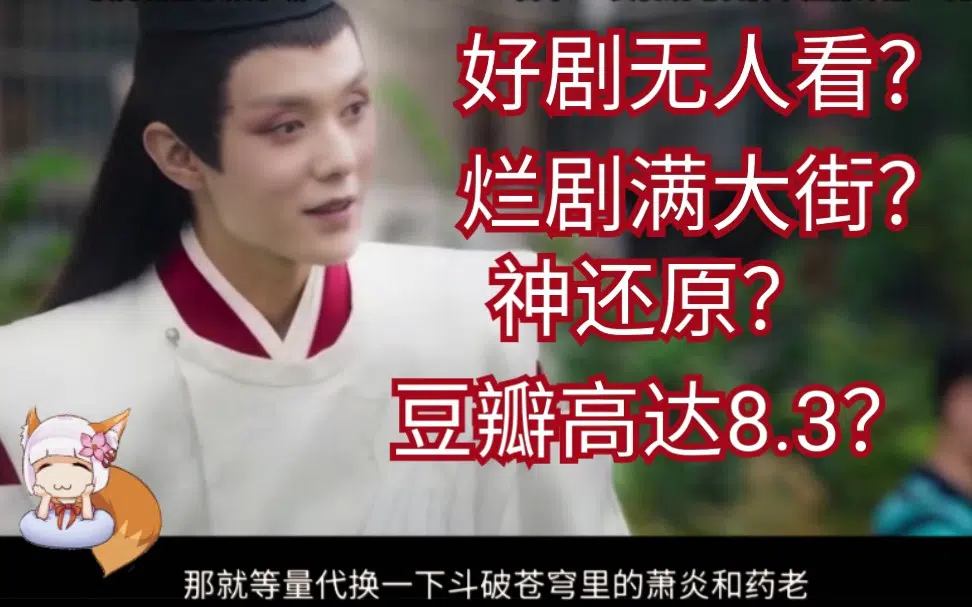 好剧无人看？
烂剧满大街？
神还原？
豆瓣高达8.3？
那就等量代换一下斗破苍穹里的萧炎和药老